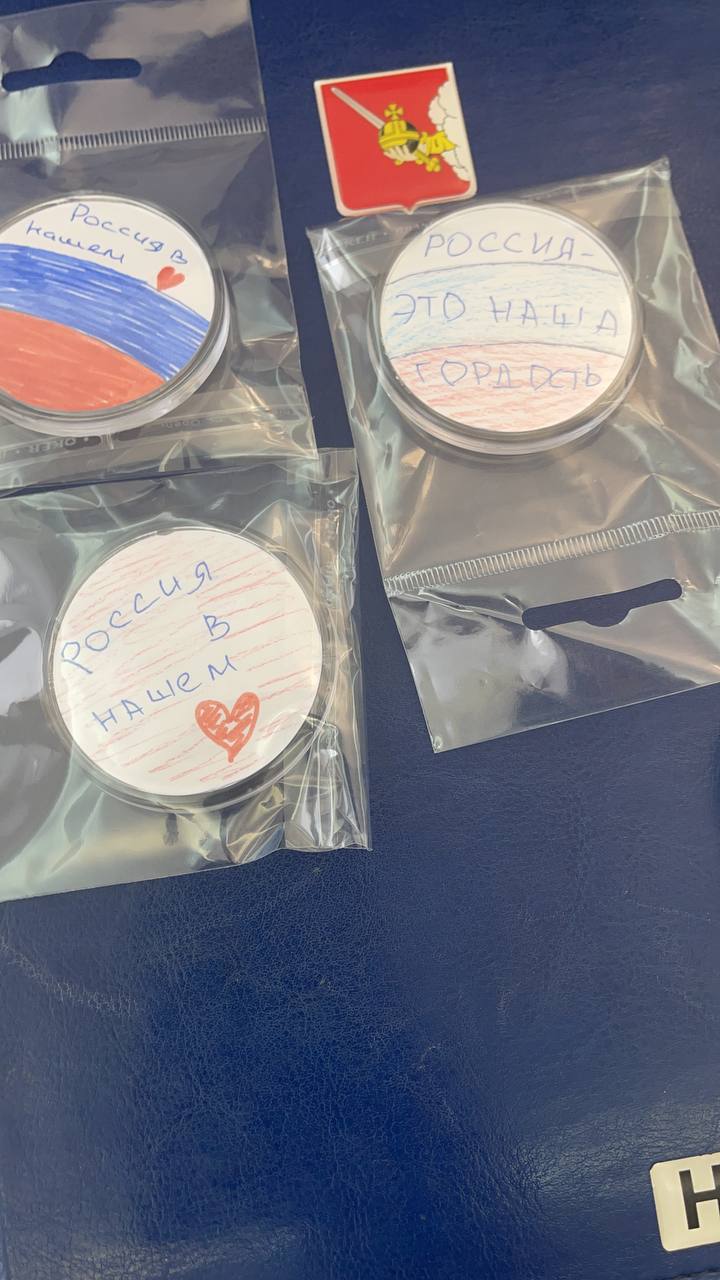 Россия в
нашем
РОССИЯ-
ЭТО НАША
ГОРДОСТЬ
РОССИЯ
В
НАШЕМ
Н